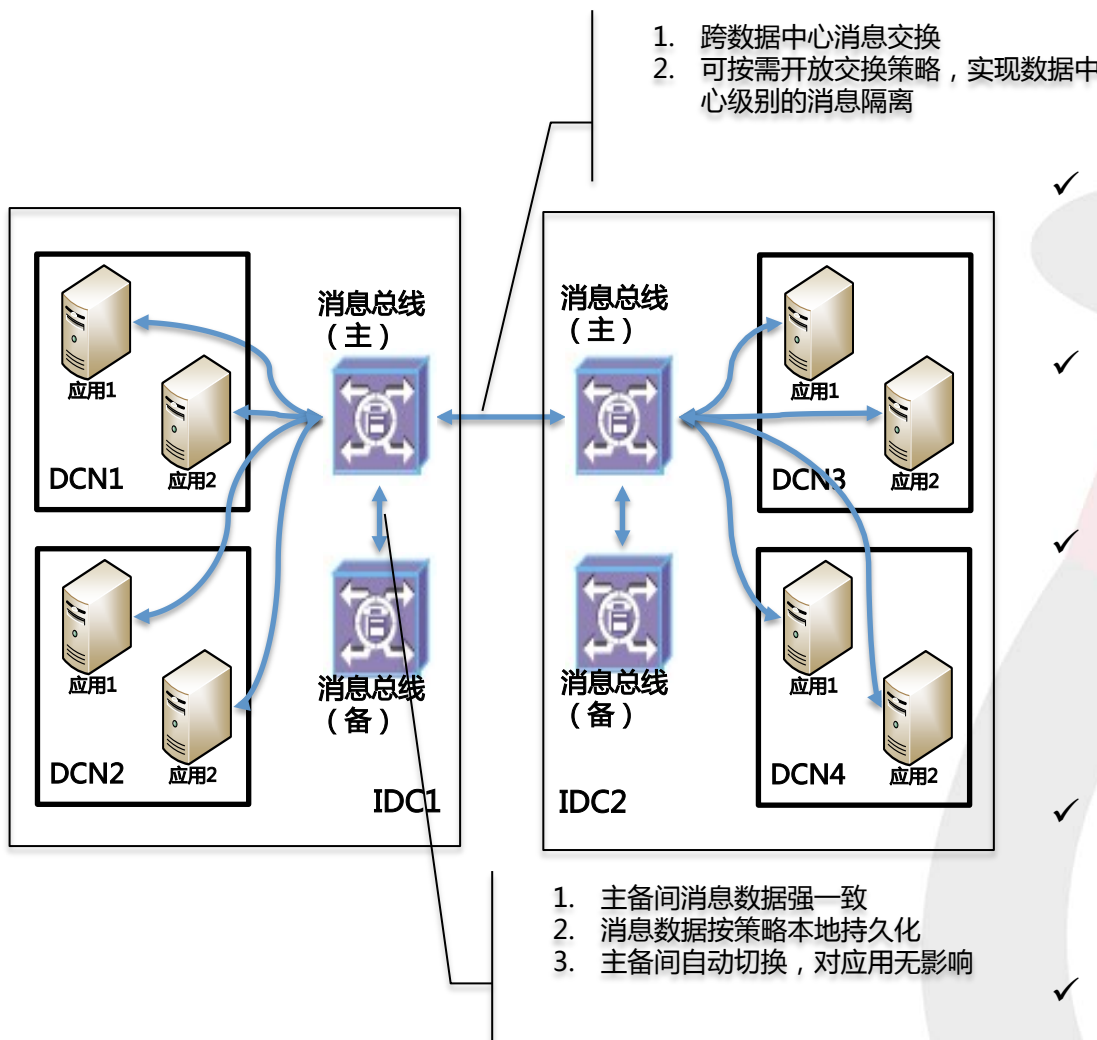 1. 跨数据中心消息交换
2. 可按需开放交换策略，实现数据中
心级别的消息隔离
✓
✓
✓
✓
✓
消息总线
（主）
应用1
应用2
DCN1
应用1
应用2
DCN2
消息总线
（备）
IDC1
消息总线
（主）
应用1
应用2
DCN3
消息总线
（备）
应用1
应用2
DCN4
IDC2
1. 主备间消息数据强一致
2. 消息数据按策略本地持久化
3. 主备间自动切换，对应用无影响